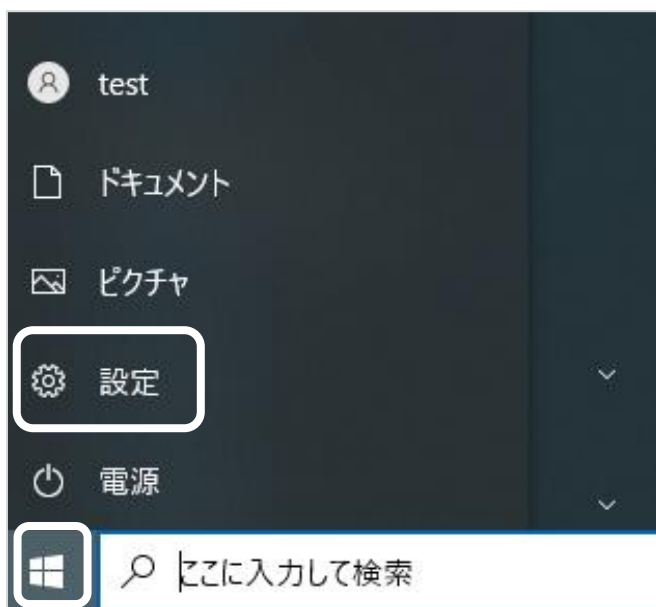 test
ドキュメント
ピクチャ
設定
電源
ここに入力して検索